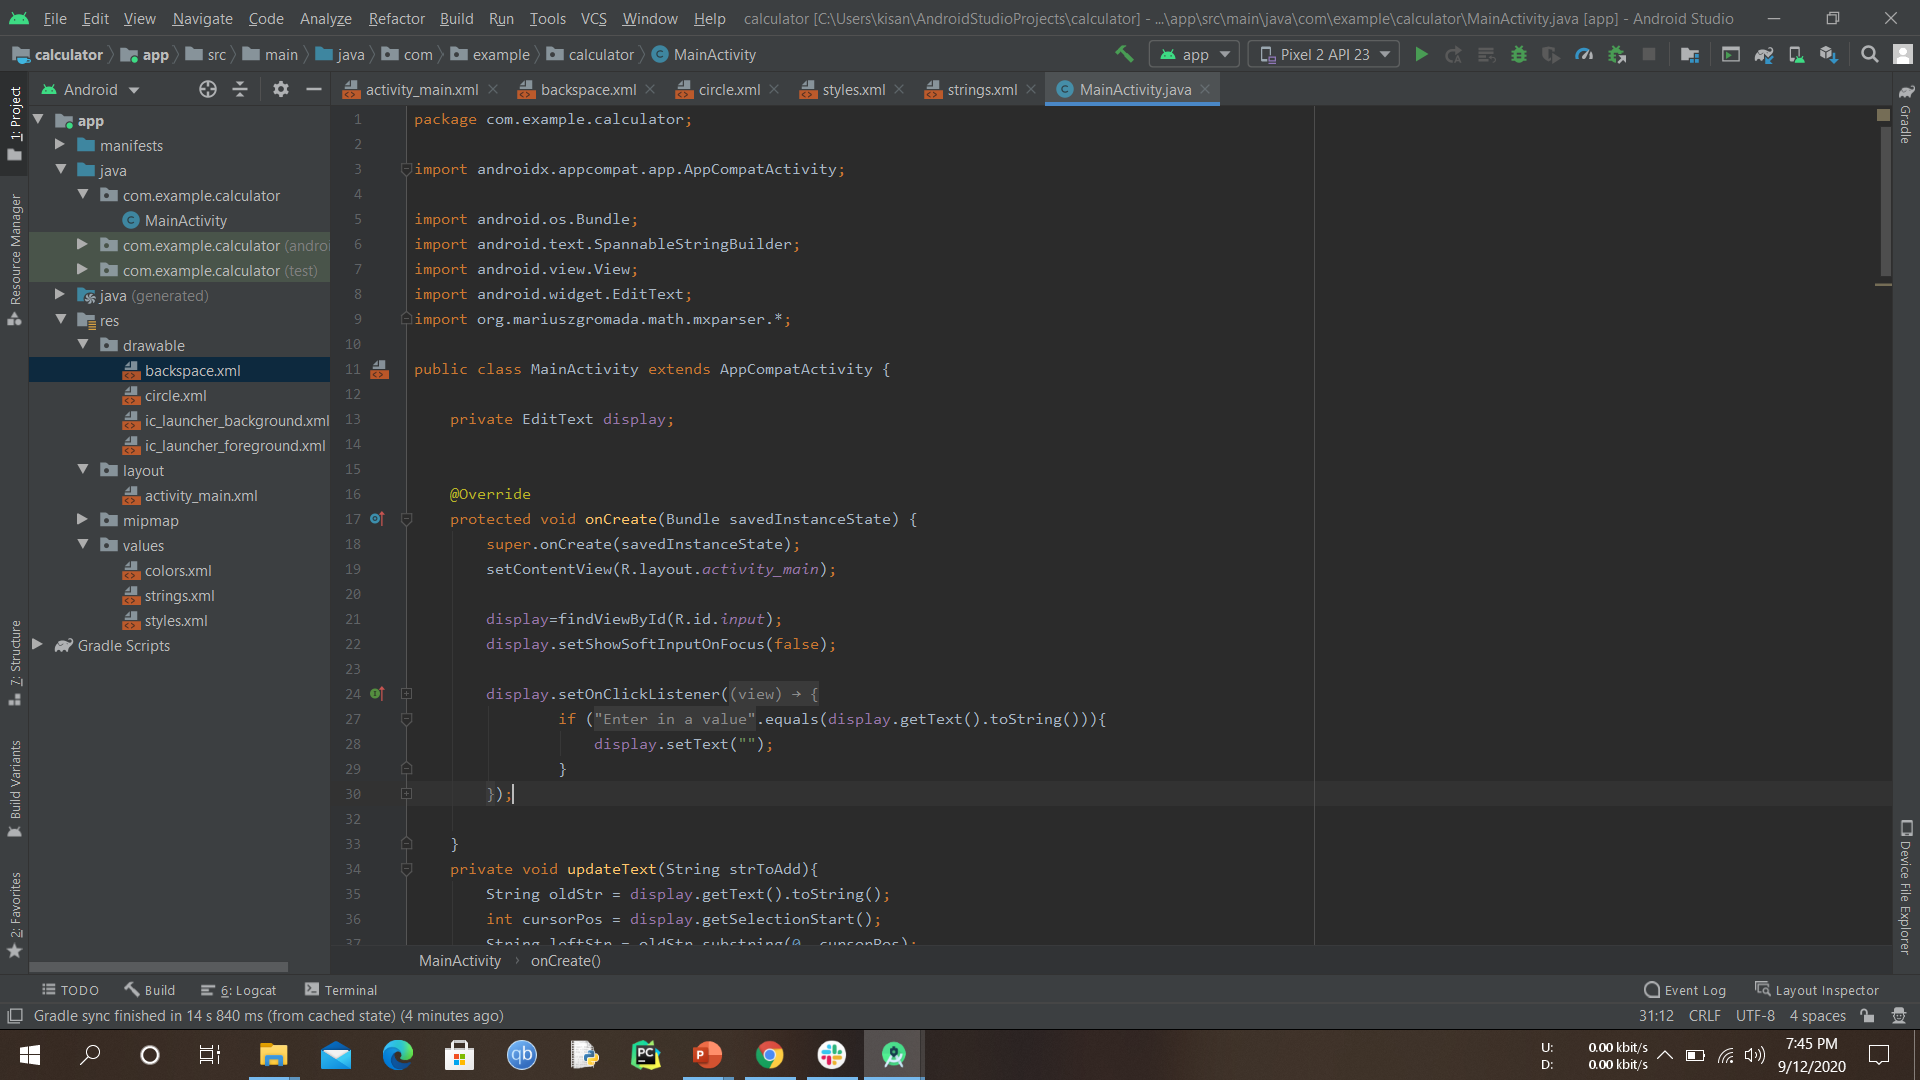 File Edit View Navigate Code Analyze Refactor Build Run Tools VCS Window Help calculator [C:\Users\kisan\AndroidStudioProjects\calculator] - ...\app\src\main\java\com\example\calculator\MainActivity.java [app] - Android Studio
calculator app src main java com example calculator MainActivity app Pixel 2 API 23
Android activity_main.xml backspace.xml circle.xml styles.xml strings.xml MainActivity.java
1: Project
Resource Manager
7: Structure
Build Variants
2: Favorites
app
manifests
java
com.example.calculator
MainActivity
com.example.calculator (andro
com.example.calculator (test)
java (generated)
res
drawable
backspace.xml
circle.xml
ic_launcher_background.xml
ic_launcher_foreground.xml
layout
activity_main.xml
mipmap
values
colors.xml
strings.xml
styles.xml
Gradle Scripts
1 package com.example.calculator;
2
3 import androidx.appcompat.app.AppCompatActivity;
4
5 import android.os.Bundle;
6 import android.text.SpannableStringBuilder;
7 import android.view.View;
8 import android.widget.EditText;
9 import org.mariuszgromada.math.mxparser.*;
10
11 public class MainActivity extends AppCompatActivity {
12
13 private EditText display;
14
15
16 @Override
17 protected void onCreate(Bundle savedInstanceState) {
18 super.onCreate(savedInstanceState);
19 setContentView(R.layout.activity_main);
20
21 display=findViewById(R.id.input);
22 display.setShowSoftInputOnFocus(false);
23
24 display.setOnClickListener((view) → {
27 if ("Enter in a value".equals(display.getText().toString())){
28 display.setText("");
29 }
30 });
32
33 }
34 private void updateText(String strToAdd){
35 String oldStr = display.getText().toString();
36 int cursorPos = display.getSelectionStart();
37 String leftStr = oldStr.substring(0, cursorPos);
Gradle
Device File Explorer
MainActivity onCreate()
TODO Build 6: Logcat Terminal Event Log Layout Inspector
Gradle sync finished in 14 s 840 ms (from cached state) (4 minutes ago) 31:12 CRLF UTF-8 4 spaces
U: 0.00 kbit/s
D: 0.00 kbit/s
7:45 PM
9/12/2020